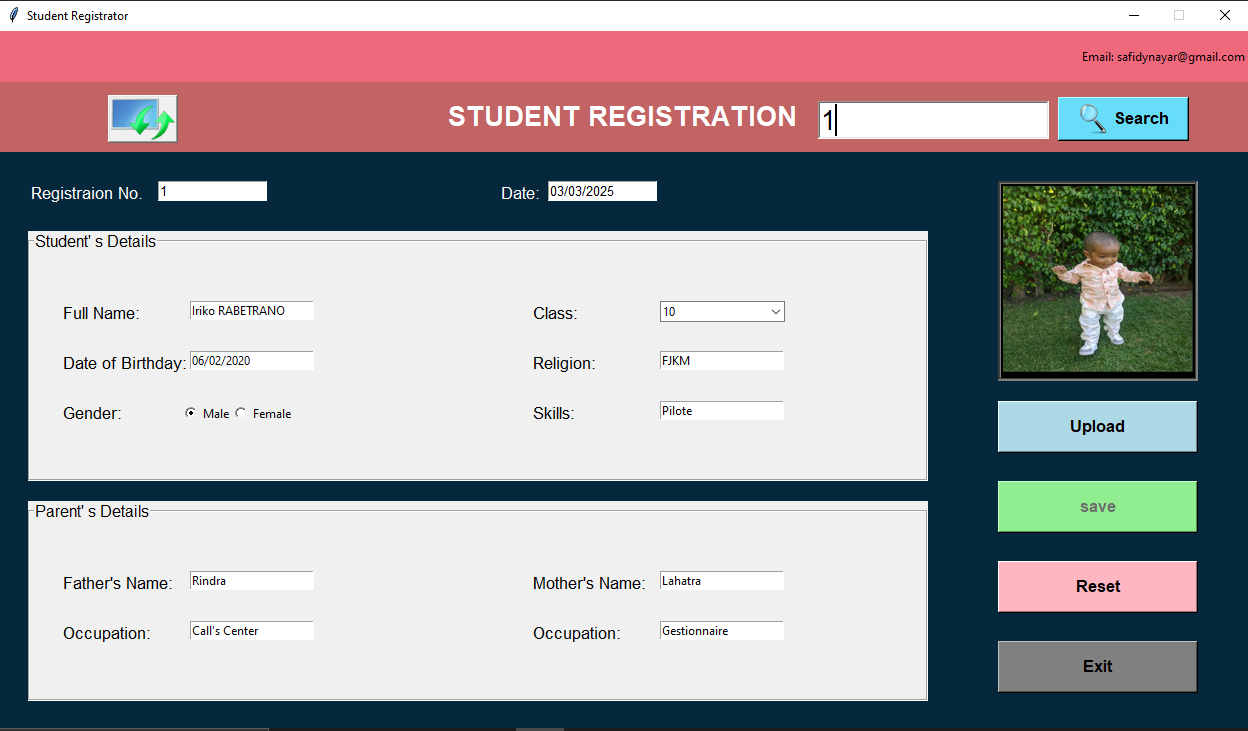 Student Registrator
Email: safidynayar@gmail.com
STUDENT REGISTRATION
1
Search
Registraion No.
1
Date:
03/03/2025
Student' s Details
Full Name:
Iriko RABETRANO
Class:
10
Date of Birthday:
06/02/2020
Religion:
FJKM
Gender:
Male
Female
Skills:
Pilote
Upload
save
Parent' s Details
Father's Name:
Rindra
Mother's Name:
Lahatra
Reset
Occupation:
Call's Center
Occupation:
Gestionnaire
Exit